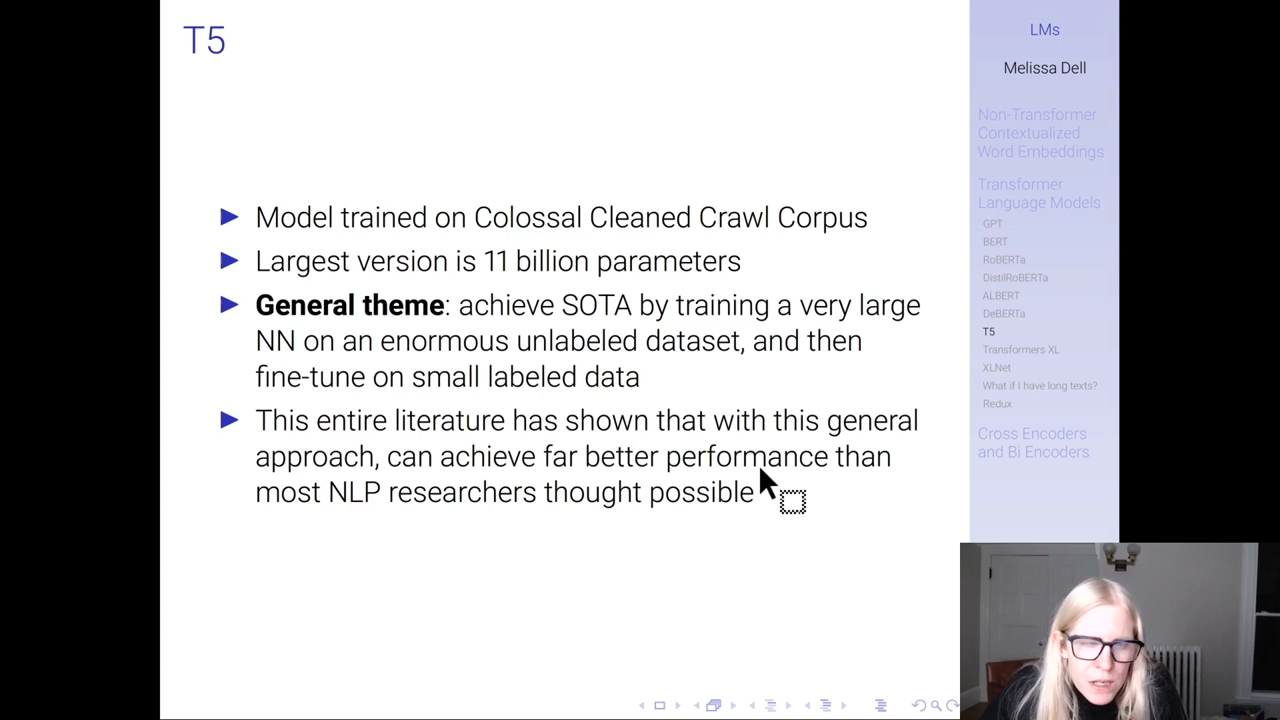 T5
Model trained on Colossal Cleaned Crawl Corpus
Largest version is 11 billion parameters
General theme: achieve SOTA by training a very large
NN on an enormous unlabeled dataset, and then
fine-tune on small labeled data
This entire literature has shown that with this general
approach, can achieve far better performance than
most NLP researchers thought possible
LMs
Melissa Dell
Non-Transformer
Contextualized
Word Embeddings
Transformer
Language Models
GPT
BERT
RoBERTa
DistilRoBERTa
ALBERT
DeBERTa
T5
Transformers XL
XLNet
What if I have long texts?
Redux
Cross Encoders
and Bi Encoders